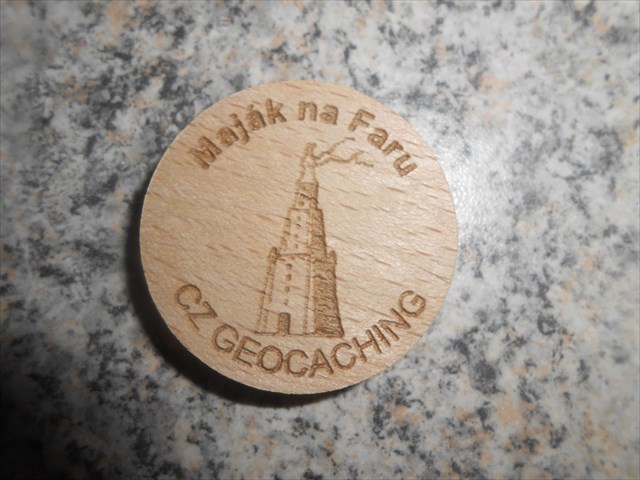 Maják na Faru
CZ GEOCACHING